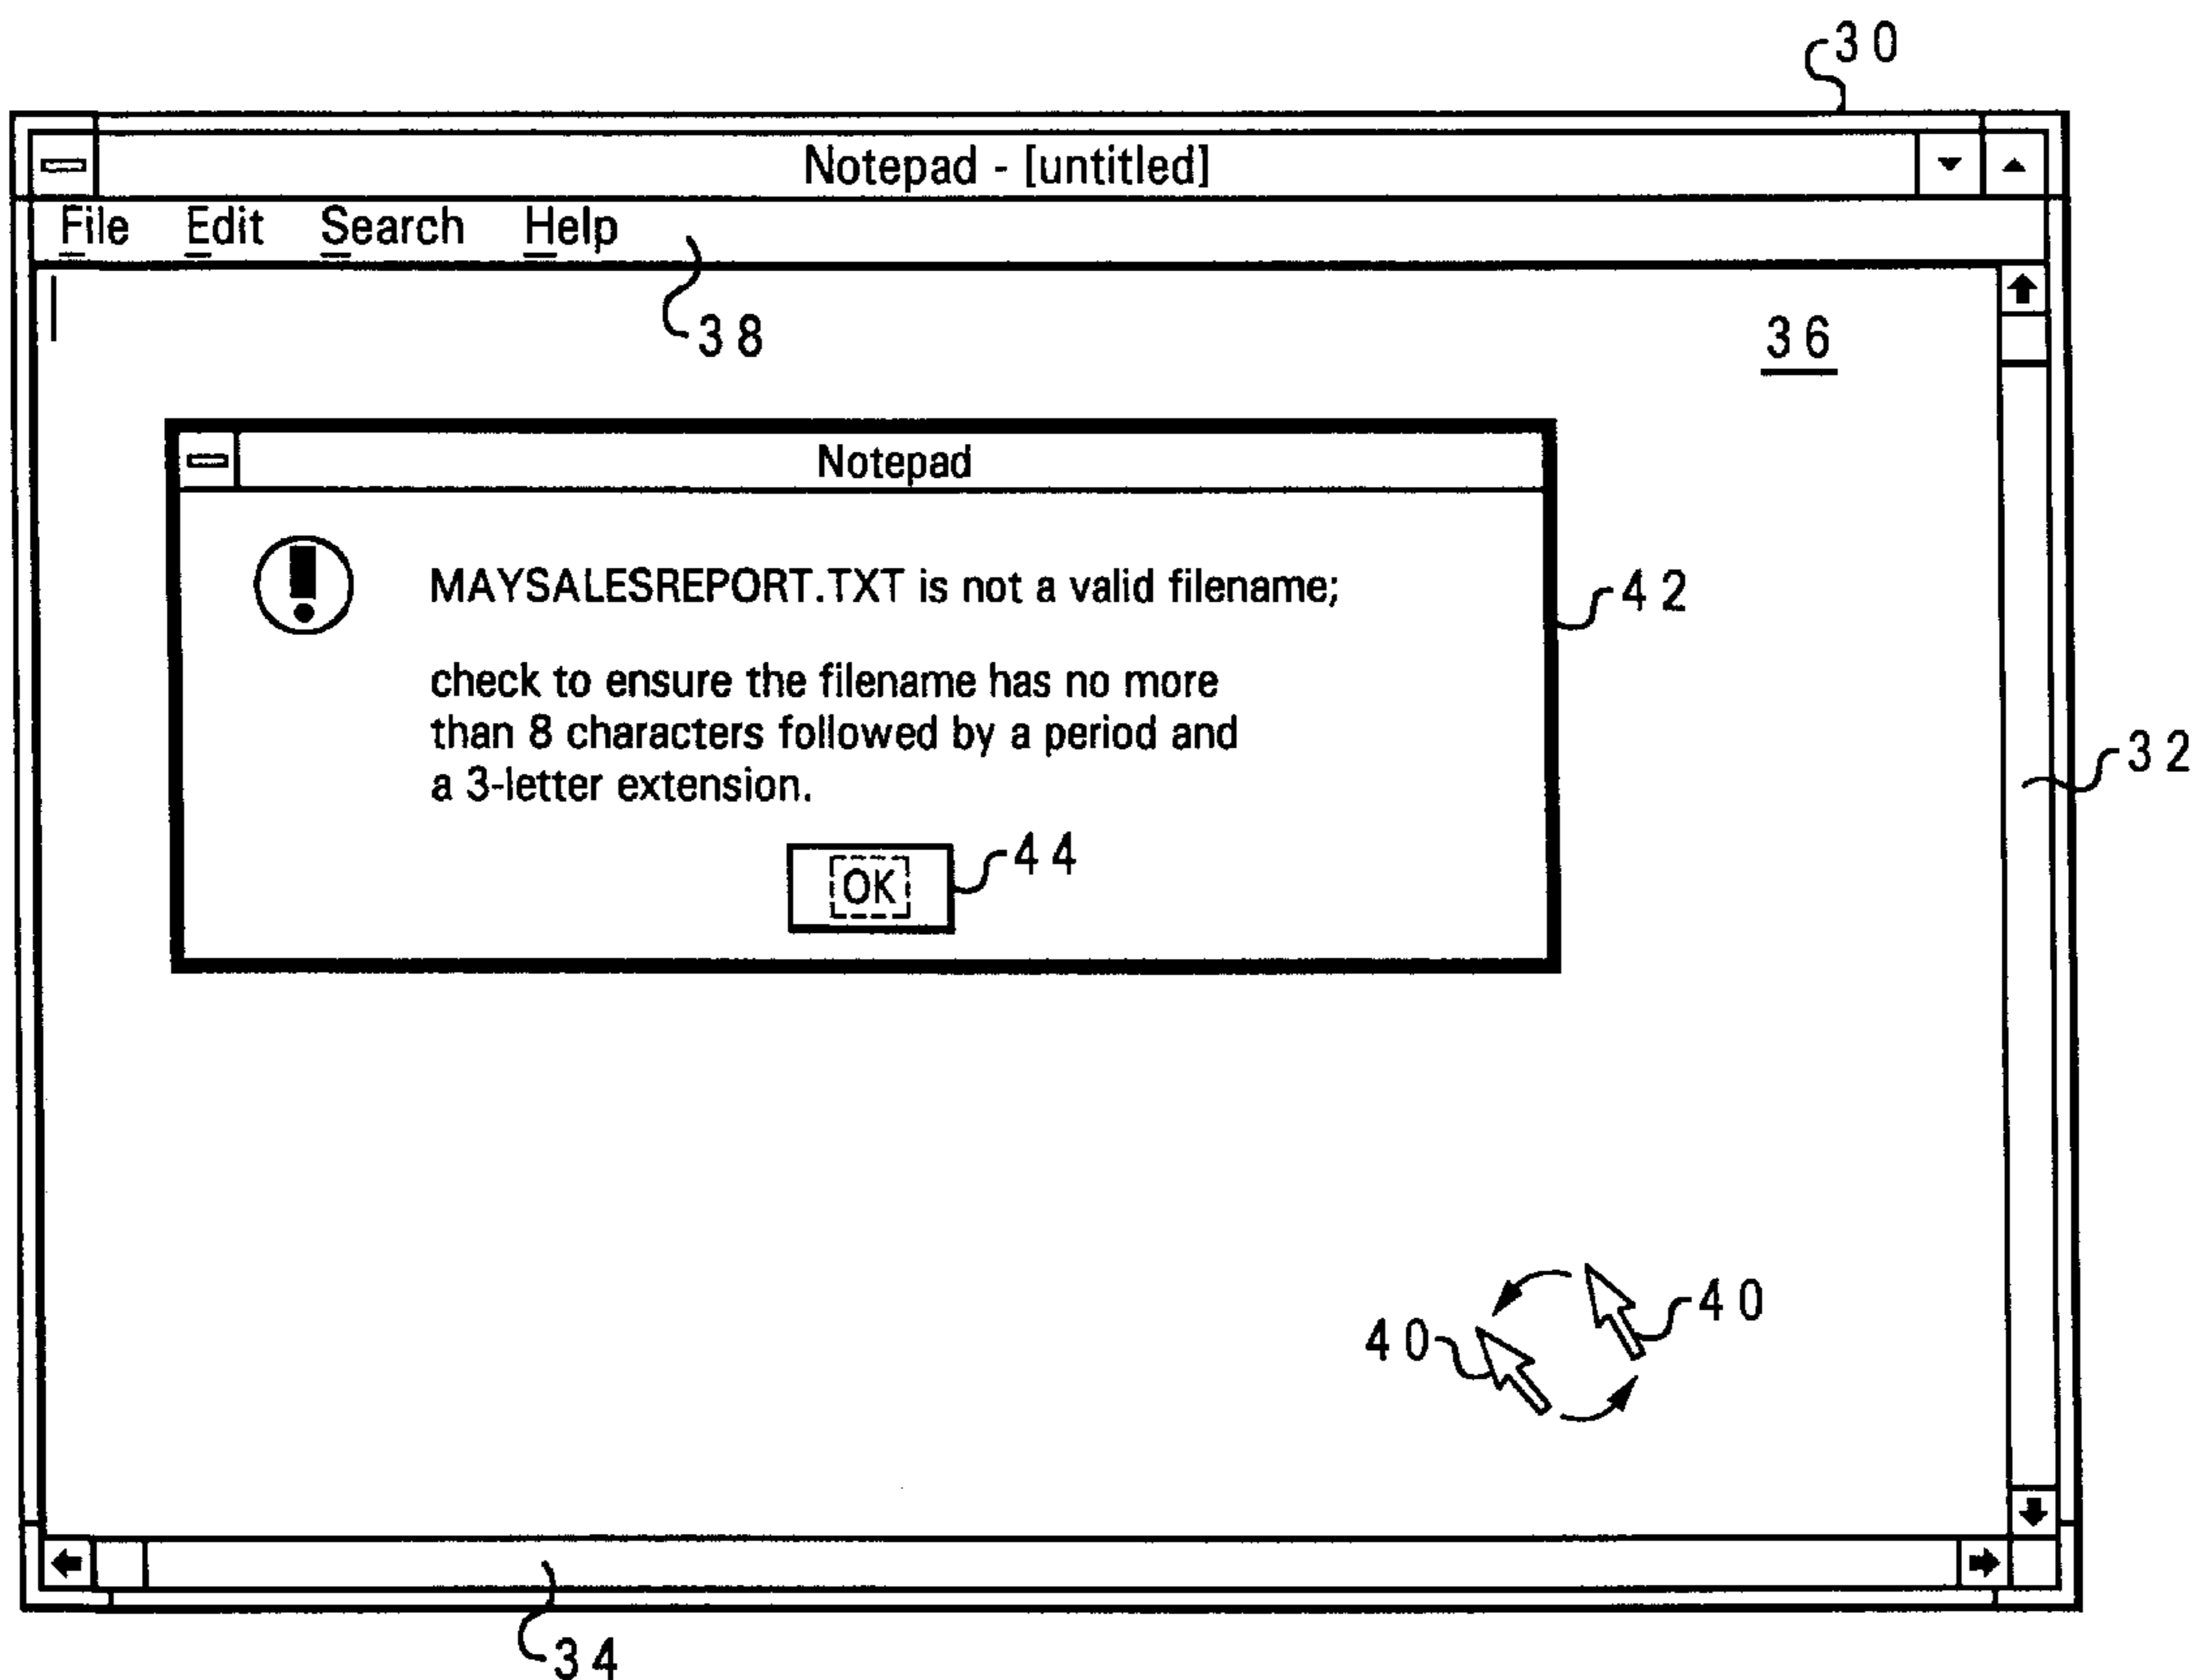 30
Notepad - [untitled]
File Edit Search Help
38
36
Notepad
MAYSALESREPORT.TXT is not a valid filename;
42
check to ensure the filename has no more
than 8 characters followed by a period and
a 3-letter extension.
32
OK
44
40
40
34